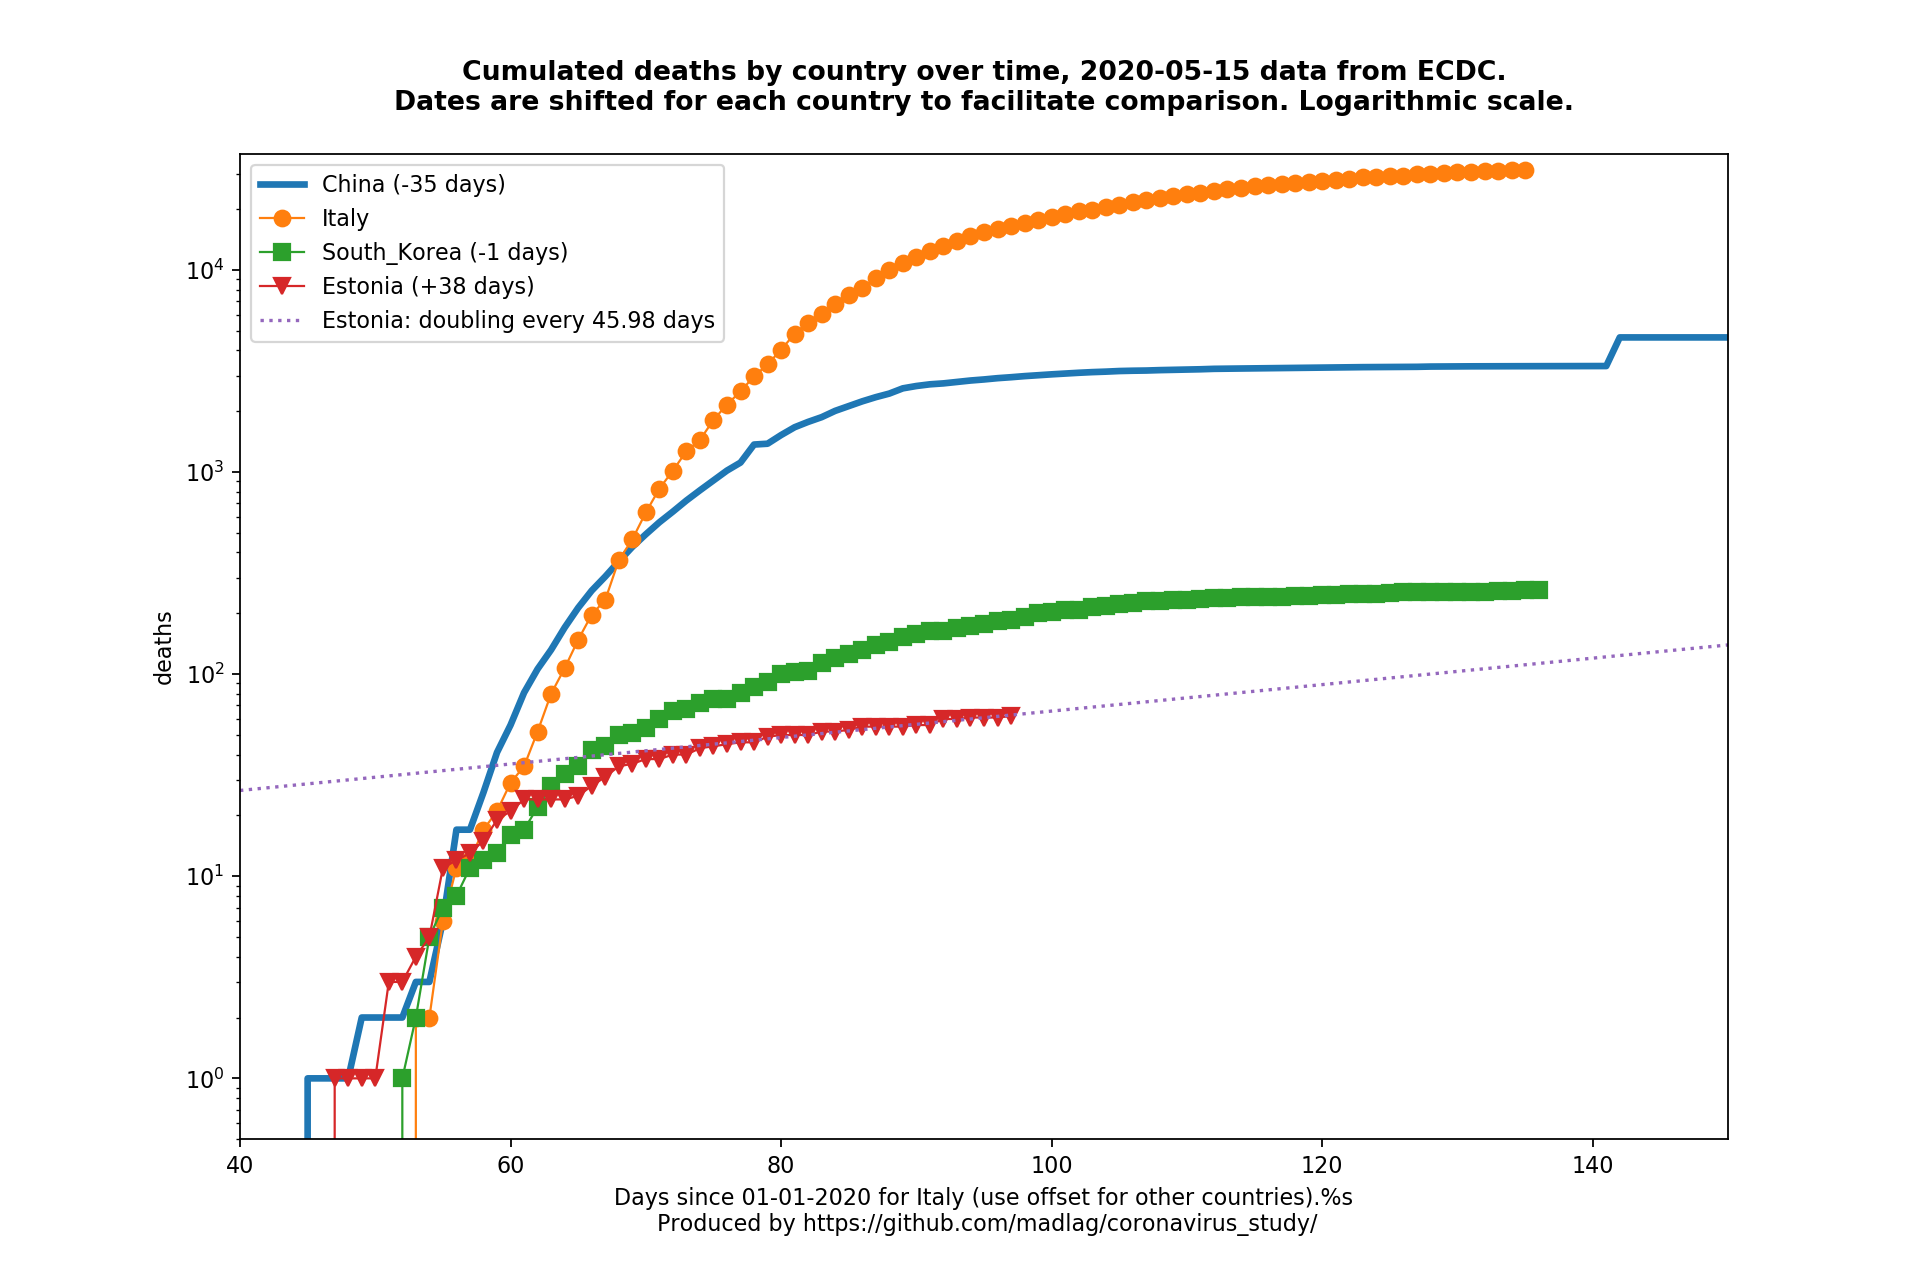 Cumulated deaths by country over time, 2020-05-15 data from ECDC.
Dates are shifted for each country to facilitate comparison. Logarithmic scale.
China (-35 days)
Italy
South_Korea (-1 days)
Estonia (+38 days)
Estonia: doubling every 45.98 days
deaths
10⁴
10³
10²
10¹
10⁰
40 60 80 100 120 140
Days since 01-01-2020 for Italy (use offset for other countries).%s
Produced by https://github.com/madlag/coronavirus_study/